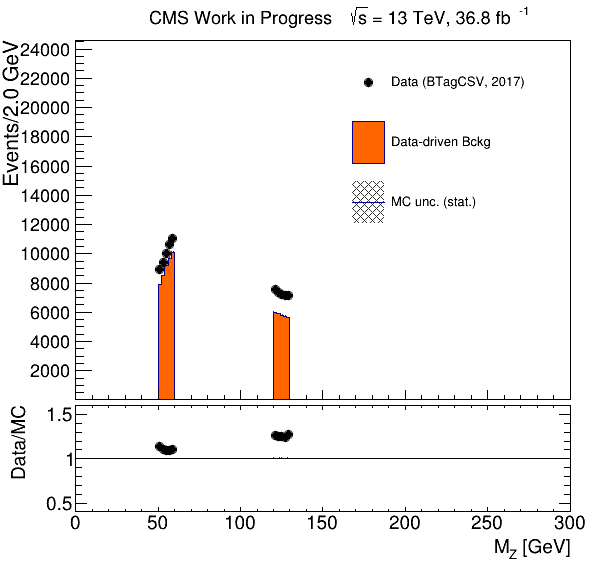 CMS Work in Progress √s = 13 TeV, 36.8 fb -1
Events/2.0 GeV
24000
22000
20000
18000
16000
14000
12000
10000
8000
6000
4000
2000
Data (BTagCSV, 2017)
Data-driven Bckg
MC unc. (stat.)
Data/MC
1.5
1
0.5
0 50 100 150 200 250 300
M_Z [GeV]